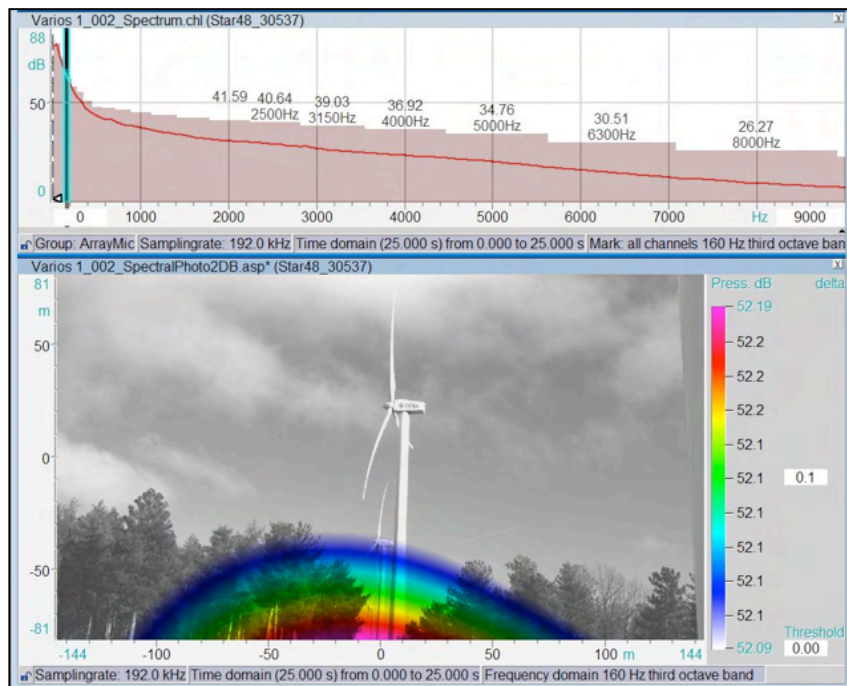 Varios 1_002_Spectrum.chl (Star48_30537)
88
dB
50
0
41.59
40.64
2500Hz
39.03
3150Hz
36.92
4000Hz
34.76
5000Hz
30.51
6300Hz
26.27
8000Hz
0 1000 2000 3000 4000 5000 6000 7000 Hz 9000
Group: ArrayMic Samplingrate: 192.0 kHz Time domain (25.000 s) from 0.000 to 25.000 s Mark: all channels 160 Hz third octave ban
Varios 1_002_SpectralPhoto2DB.asp* (Star48_30537)
81
m
50
0
-50
-81
-144 -100 -50 0 50 100 m 144
Press. dB delta
52.19
52.2
52.2
52.2
52.1
52.1
0.1
52.1
52.1
52.1
Threshold
52.09 0.00
Samplingrate: 192.0 kHz Time domain (25.000 s) from 0.000 to 25.000 s Frequency domain 160 Hz third octave band